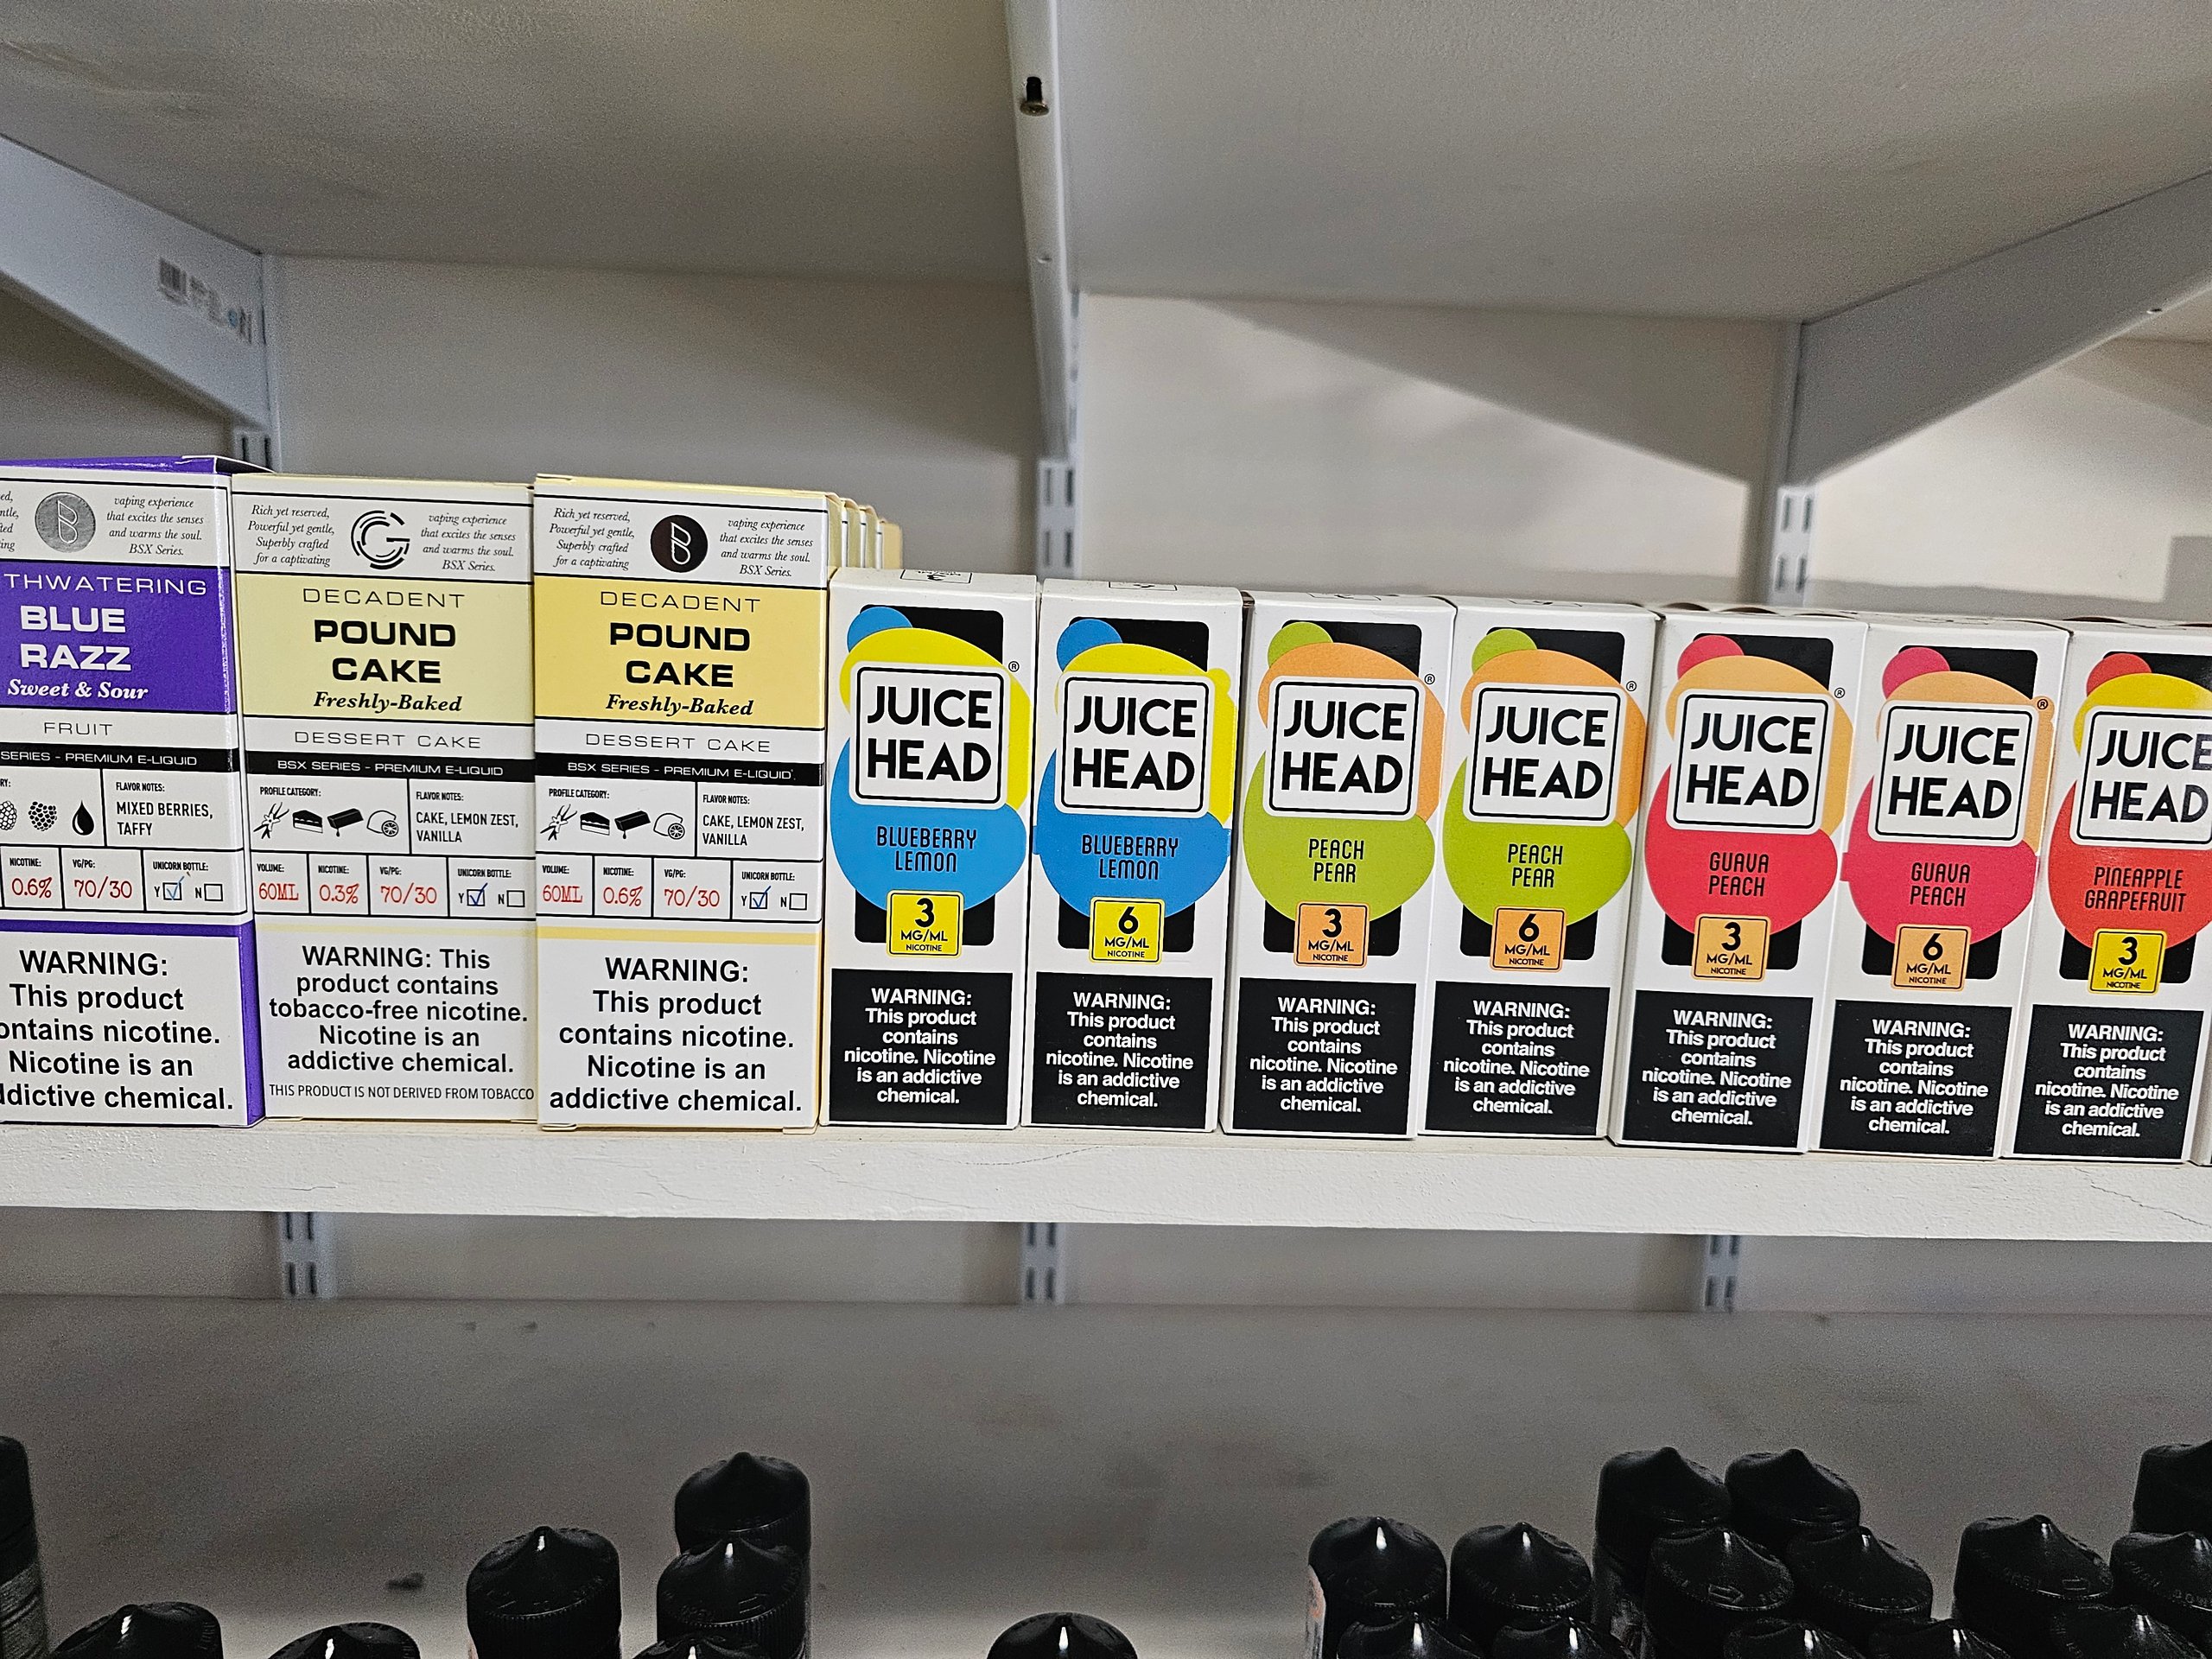 vaping experience
that excites the senses
and warms the soul.
BSX Series.
THWATERING
BLUE
RAZZ
Sweet & Sour
FRUIT
SERIES - PREMIUM E-LIQUID
FLAVOR NOTES:
MIXED BERRIES,
TAFFY
NICOTINE:
0.6%
VG/PG:
70/30
UNICORN BOTTLE:
Y N
WARNING:
This product
ontains nicotine.
Nicotine is an
ddictive chemical.
Rich yet reserved,
Powerful yet gentle,
Superbly crafted
for a captivating
vaping experience
that excites the senses
and warms the soul.
BSX Series.
DECADENT
POUND
CAKE
Freshly-Baked
DESSERT CAKE
BSX SERIES - PREMIUM E-LIQUID
PROFILE CATEGORY:
FLAVOR NOTES:
CAKE, LEMON ZEST,
VANILLA
VOLUME:
60ML
NICOTINE:
0.3%
VG/PG:
70/30
UNICORN BOTTLE:
Y N
WARNING: This
product contains
tobacco-free nicotine.
Nicotine is an
addictive chemical.
THIS PRODUCT IS NOT DERIVED FROM TOBACCO
Rich yet reserved,
Powerful yet gentle,
Superbly crafted
for a captivating
vaping experience
that excites the senses
and warms the soul.
BSX Series.
DECADENT
POUND
CAKE
Freshly-Baked
DESSERT CAKE
BSX SERIES - PREMIUM E-LIQUID
PROFILE CATEGORY:
FLAVOR NOTES:
CAKE, LEMON ZEST,
VANILLA
VOLUME:
60ML
NICOTINE:
0.6%
VG/PG:
70/30
UNICORN BOTTLE:
Y N
WARNING:
This product
contains nicotine.
Nicotine is an
addictive chemical.
JUICE
HEAD
®
BLUEBERRY
LEMON
3
MG/ML
NICOTINE
WARNING:
This product
contains
nicotine. Nicotine
is an addictive
chemical.
JUICE
HEAD
BLUEBERRY
LEMON
6
MG/ML
NICOTINE
WARNING:
This product
contains
nicotine. Nicotine
is an addictive
chemical.
JUICE
HEAD
®
PEACH
PEAR
3
MG/ML
NICOTINE
WARNING:
This product
contains
nicotine. Nicotine
is an addictive
chemical.
JUICE
HEAD
®
PEACH
PEAR
6
MG/ML
NICOTINE
WARNING:
This product
contains
nicotine. Nicotine
is an addictive
chemical.
JUICE
HEAD
®
GUAVA
PEACH
3
MG/ML
NICOTINE
WARNING:
This product
contains
nicotine. Nicotine
is an addictive
chemical.
JUICE
HEAD
®
GUAVA
PEACH
6
MG/ML
NICOTINE
WARNING:
This product
contains
nicotine. Nicotine
is an addictive
chemical.
JUICE
HEAD
PINEAPPLE
GRAPEFRUIT
3
MG/ML
NICOTINE
WARNING:
This product
contains
nicotine. Nicotine
is an addictive
chemical.